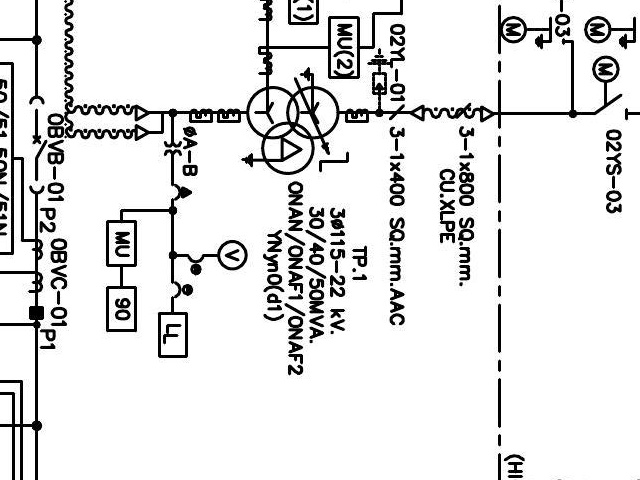 (1)
MU(2)
02YL-01
3-1x400 SQ.mm.AAC
3-1x800 SQ.mm.
CU.XLPE
M
M
M
-03
02YS-03
TP.1
3ø115-22 kV.
30/40/50MVA.
ONAN/ONAF1/ONAF2
YNyn0(d1)
øA-B
V
MU
90
LL
0BVB-01
P2
0BVC-01
P1
50/51,50N/51N